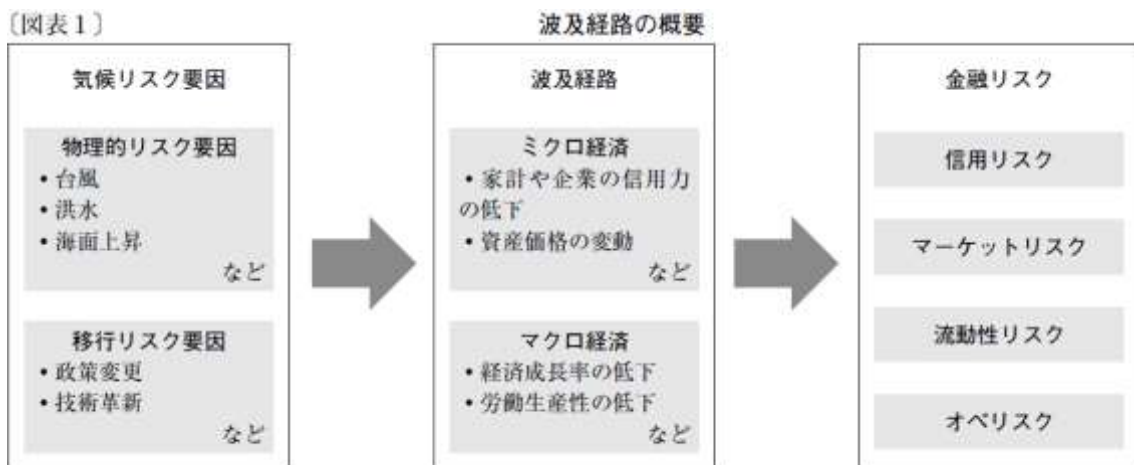 〔図表1〕
波及経路の概要
気候リスク要因
物理的リスク要因
•台風
•洪水
•海面上昇
など
移行リスク要因
•政策変更
•技術革新
など
波及経路
ミクロ経済
•家計や企業の信用力
の低下
•資産価格の変動
など
マクロ経済
•経済成長率の低下
•労働生産性の低下
など
金融リスク
信用リスク
マーケットリスク
流動性リスク
オペリスク